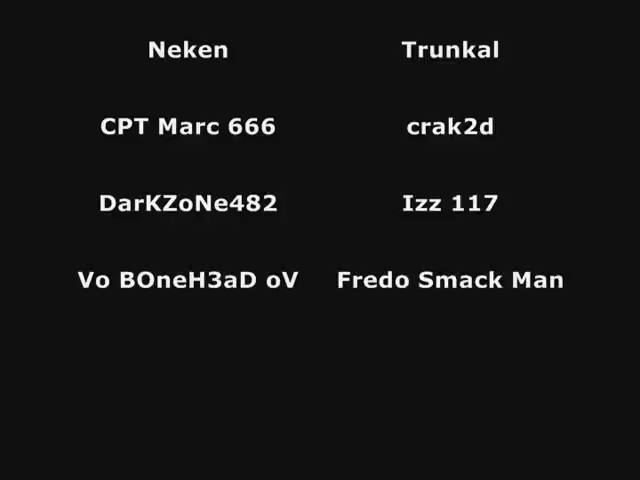 Neken Trunkal
CPT Marc 666 crak2d
DarKZoNe482 Izz 117
Vo BOneH3aD oV Fredo Smack Man